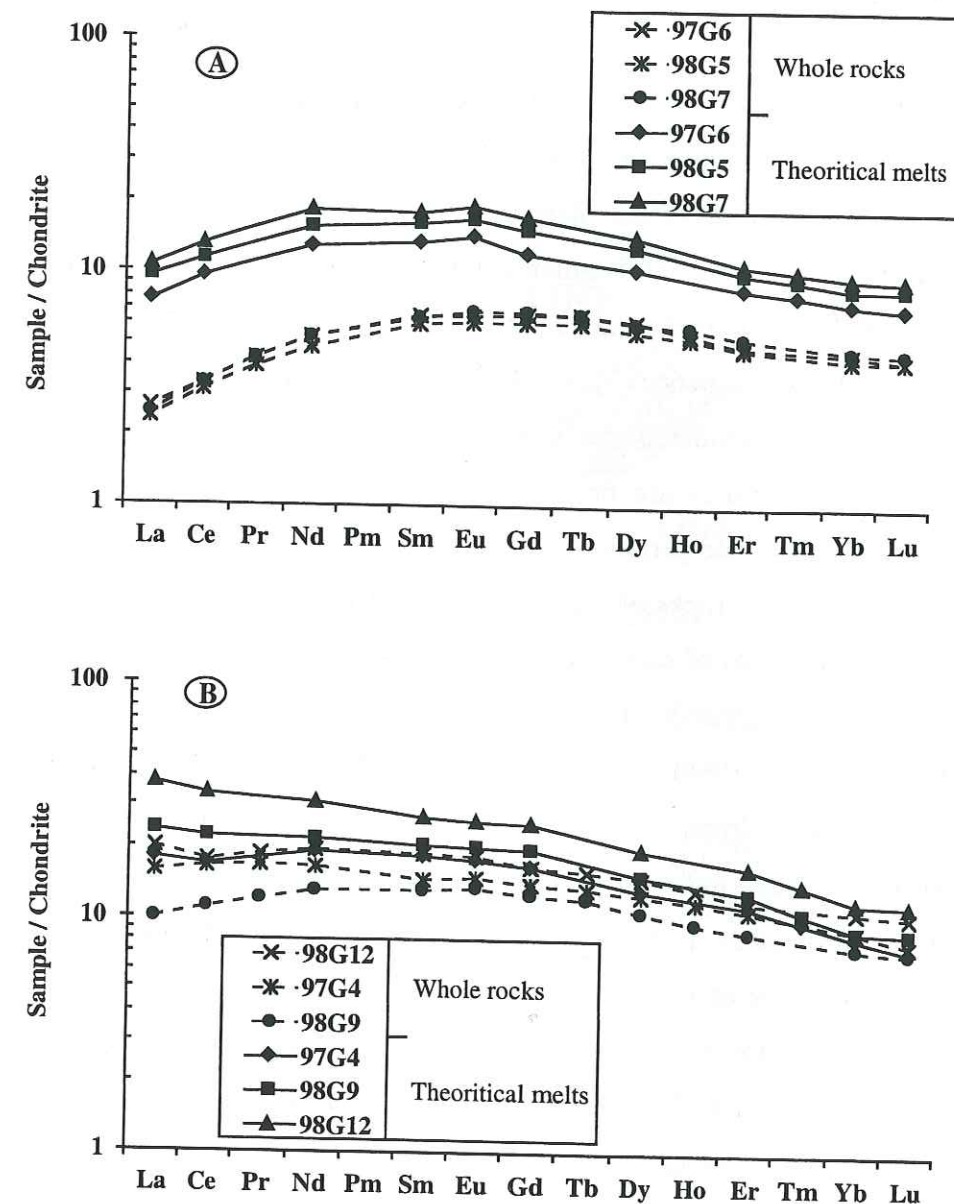 100
10
1
Sample / Chondrite
A
97G6
98G5
98G7
97G6
98G5
98G7
Whole rocks
Theoritical melts
La Ce Pr Nd Pm Sm Eu Gd Tb Dy Ho Er Tm Yb Lu
100
10
1
Sample / Chondrite
B
98G12
97G4
98G9
97G4
98G9
98G12
Whole rocks
Theoritical melts
La Ce Pr Nd Pm Sm Eu Gd Tb Dy Ho Er Tm Yb Lu